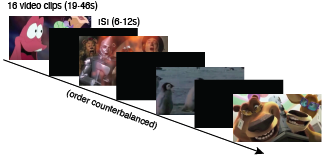 16 video clips (19-46s)
ISI (6-12s)
(order counterbalanced)